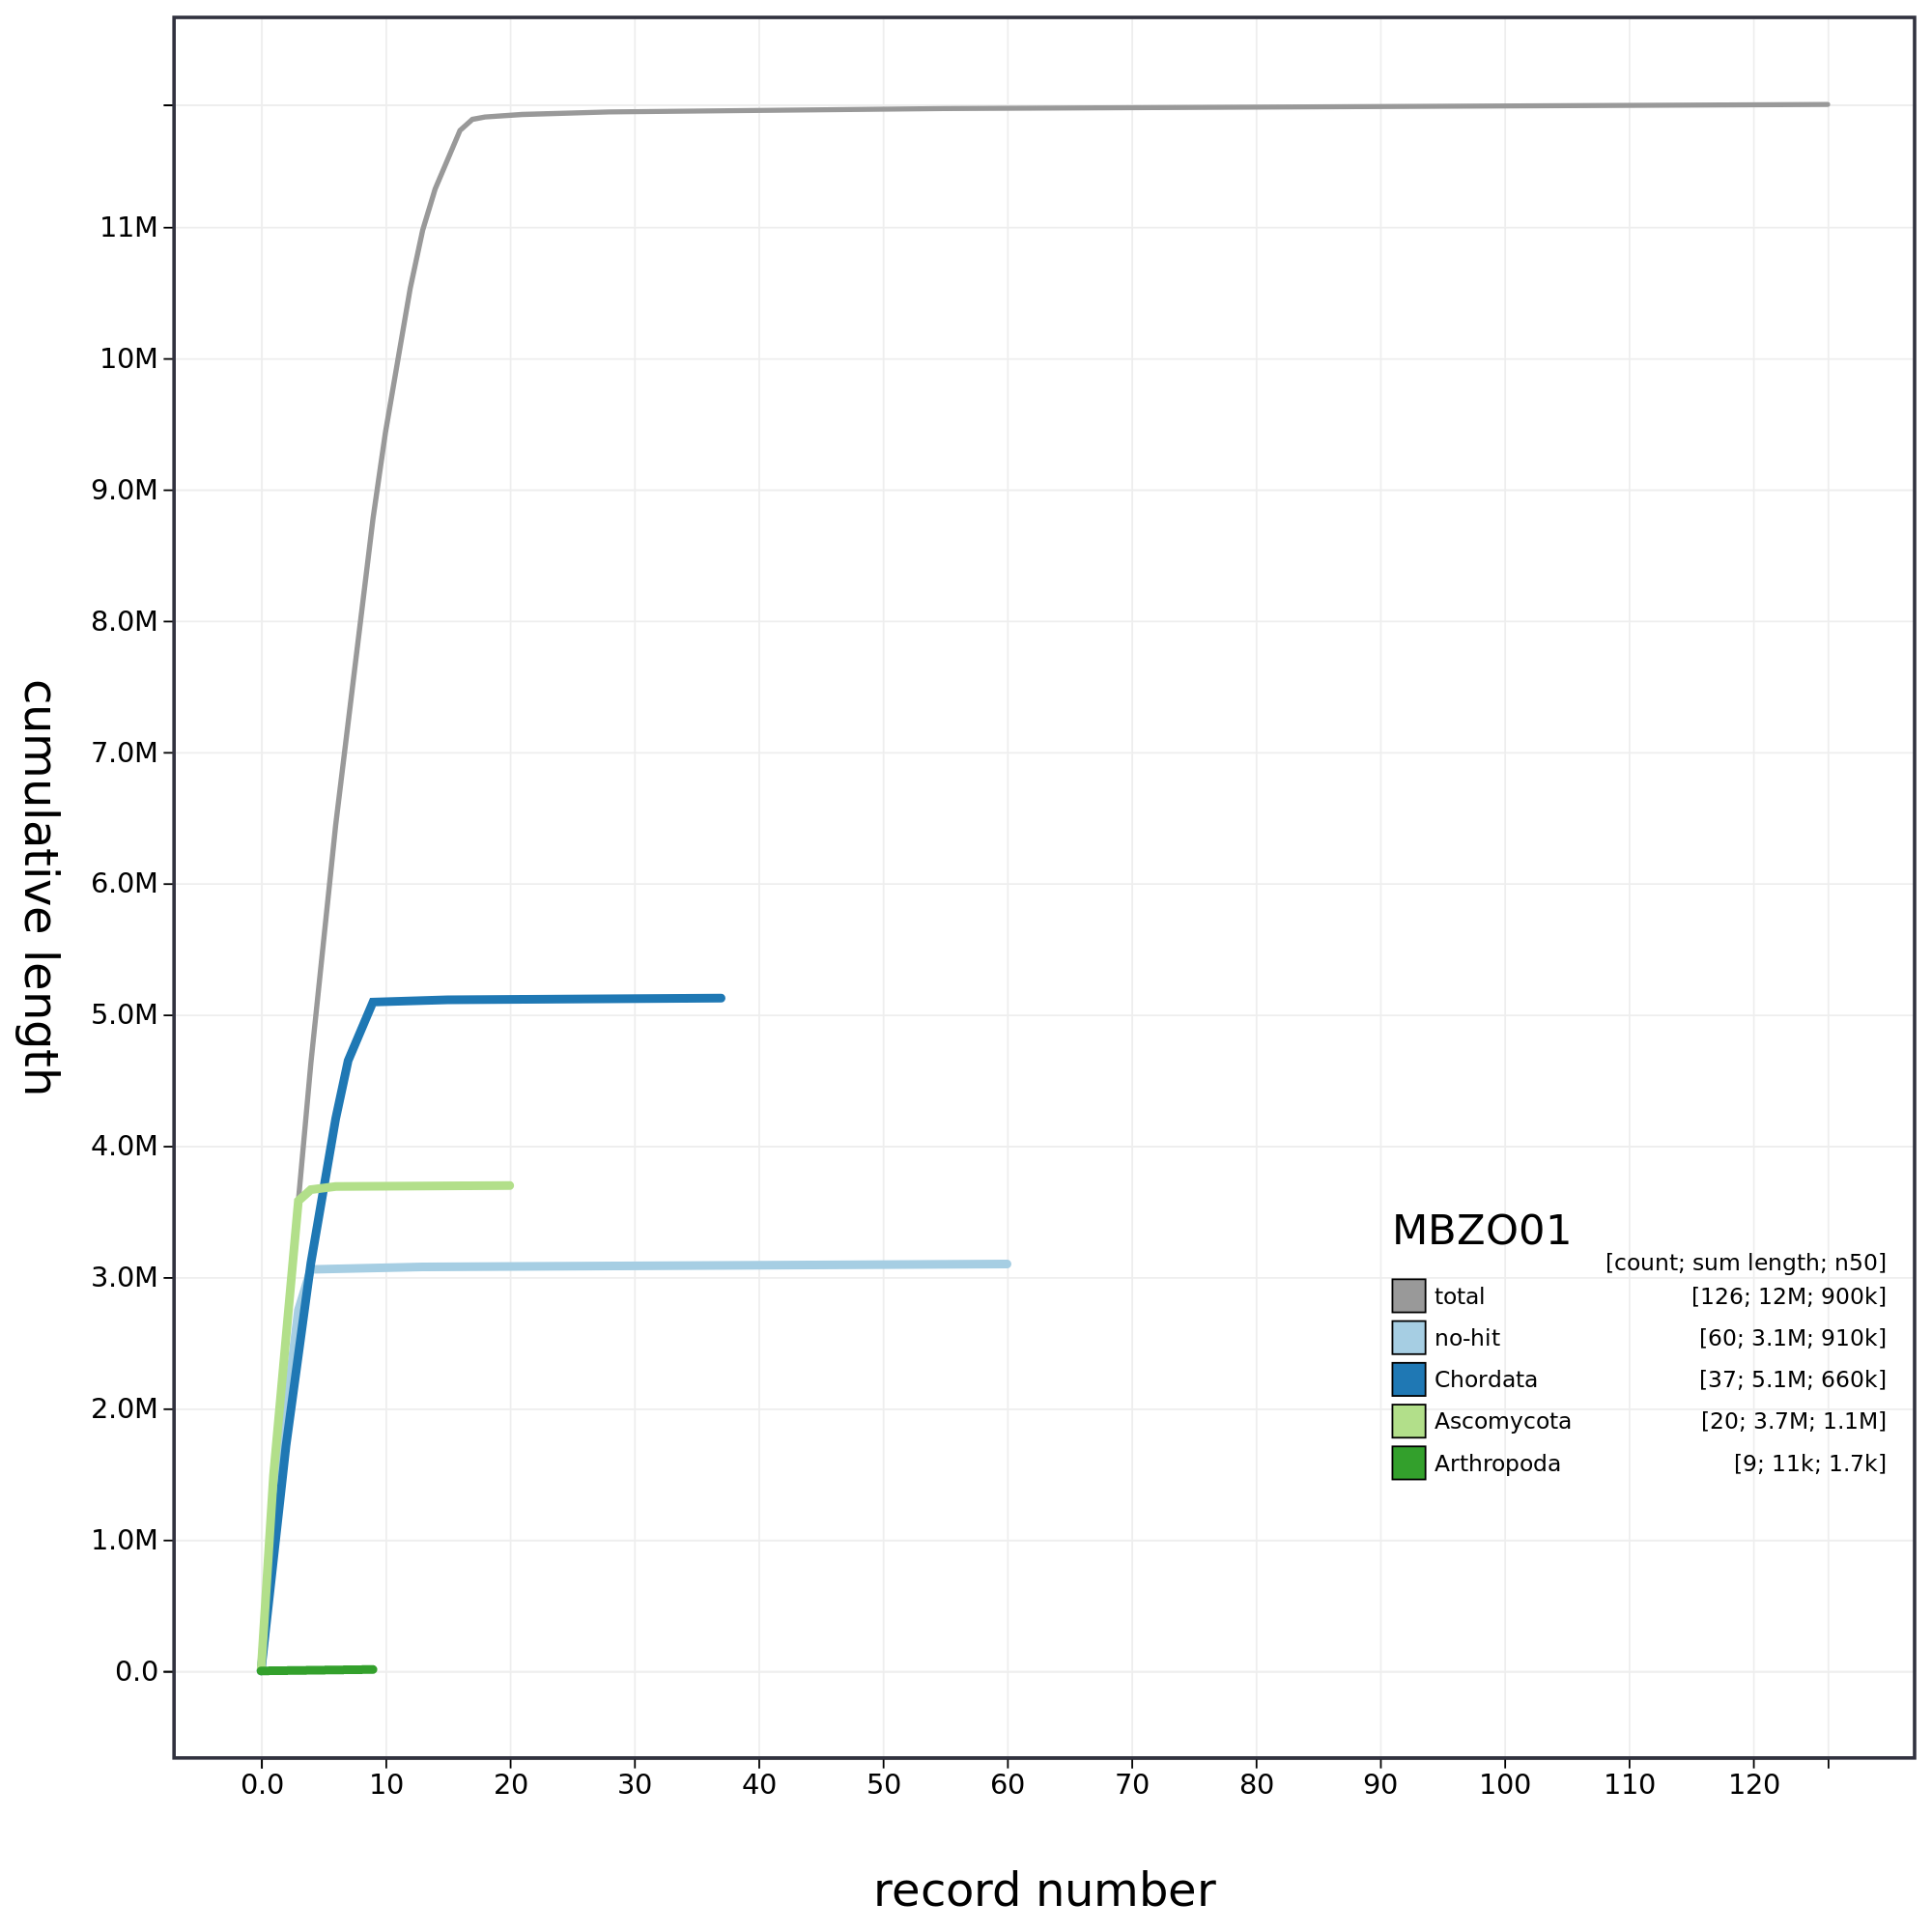 cumulative length
11M
10M
9.0M
8.0M
7.0M
6.0M
5.0M
4.0M
3.0M
2.0M
1.0M
0.0
MBZO01
[count; sum length; n50]
total [126; 12M; 900k]
no-hit [60; 3.1M; 910k]
Chordata [37; 5.1M; 660k]
Ascomycota [20; 3.7M; 1.1M]
Arthropoda [9; 11k; 1.7k]
0.0 10 20 30 40 50 60 70 80 90 100 110 120
record number